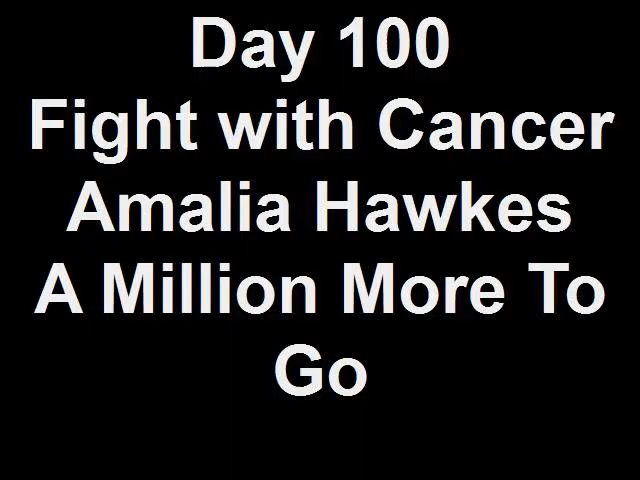 Day 100
Fight with Cancer
Amalia Hawkes
A Million More To
Go